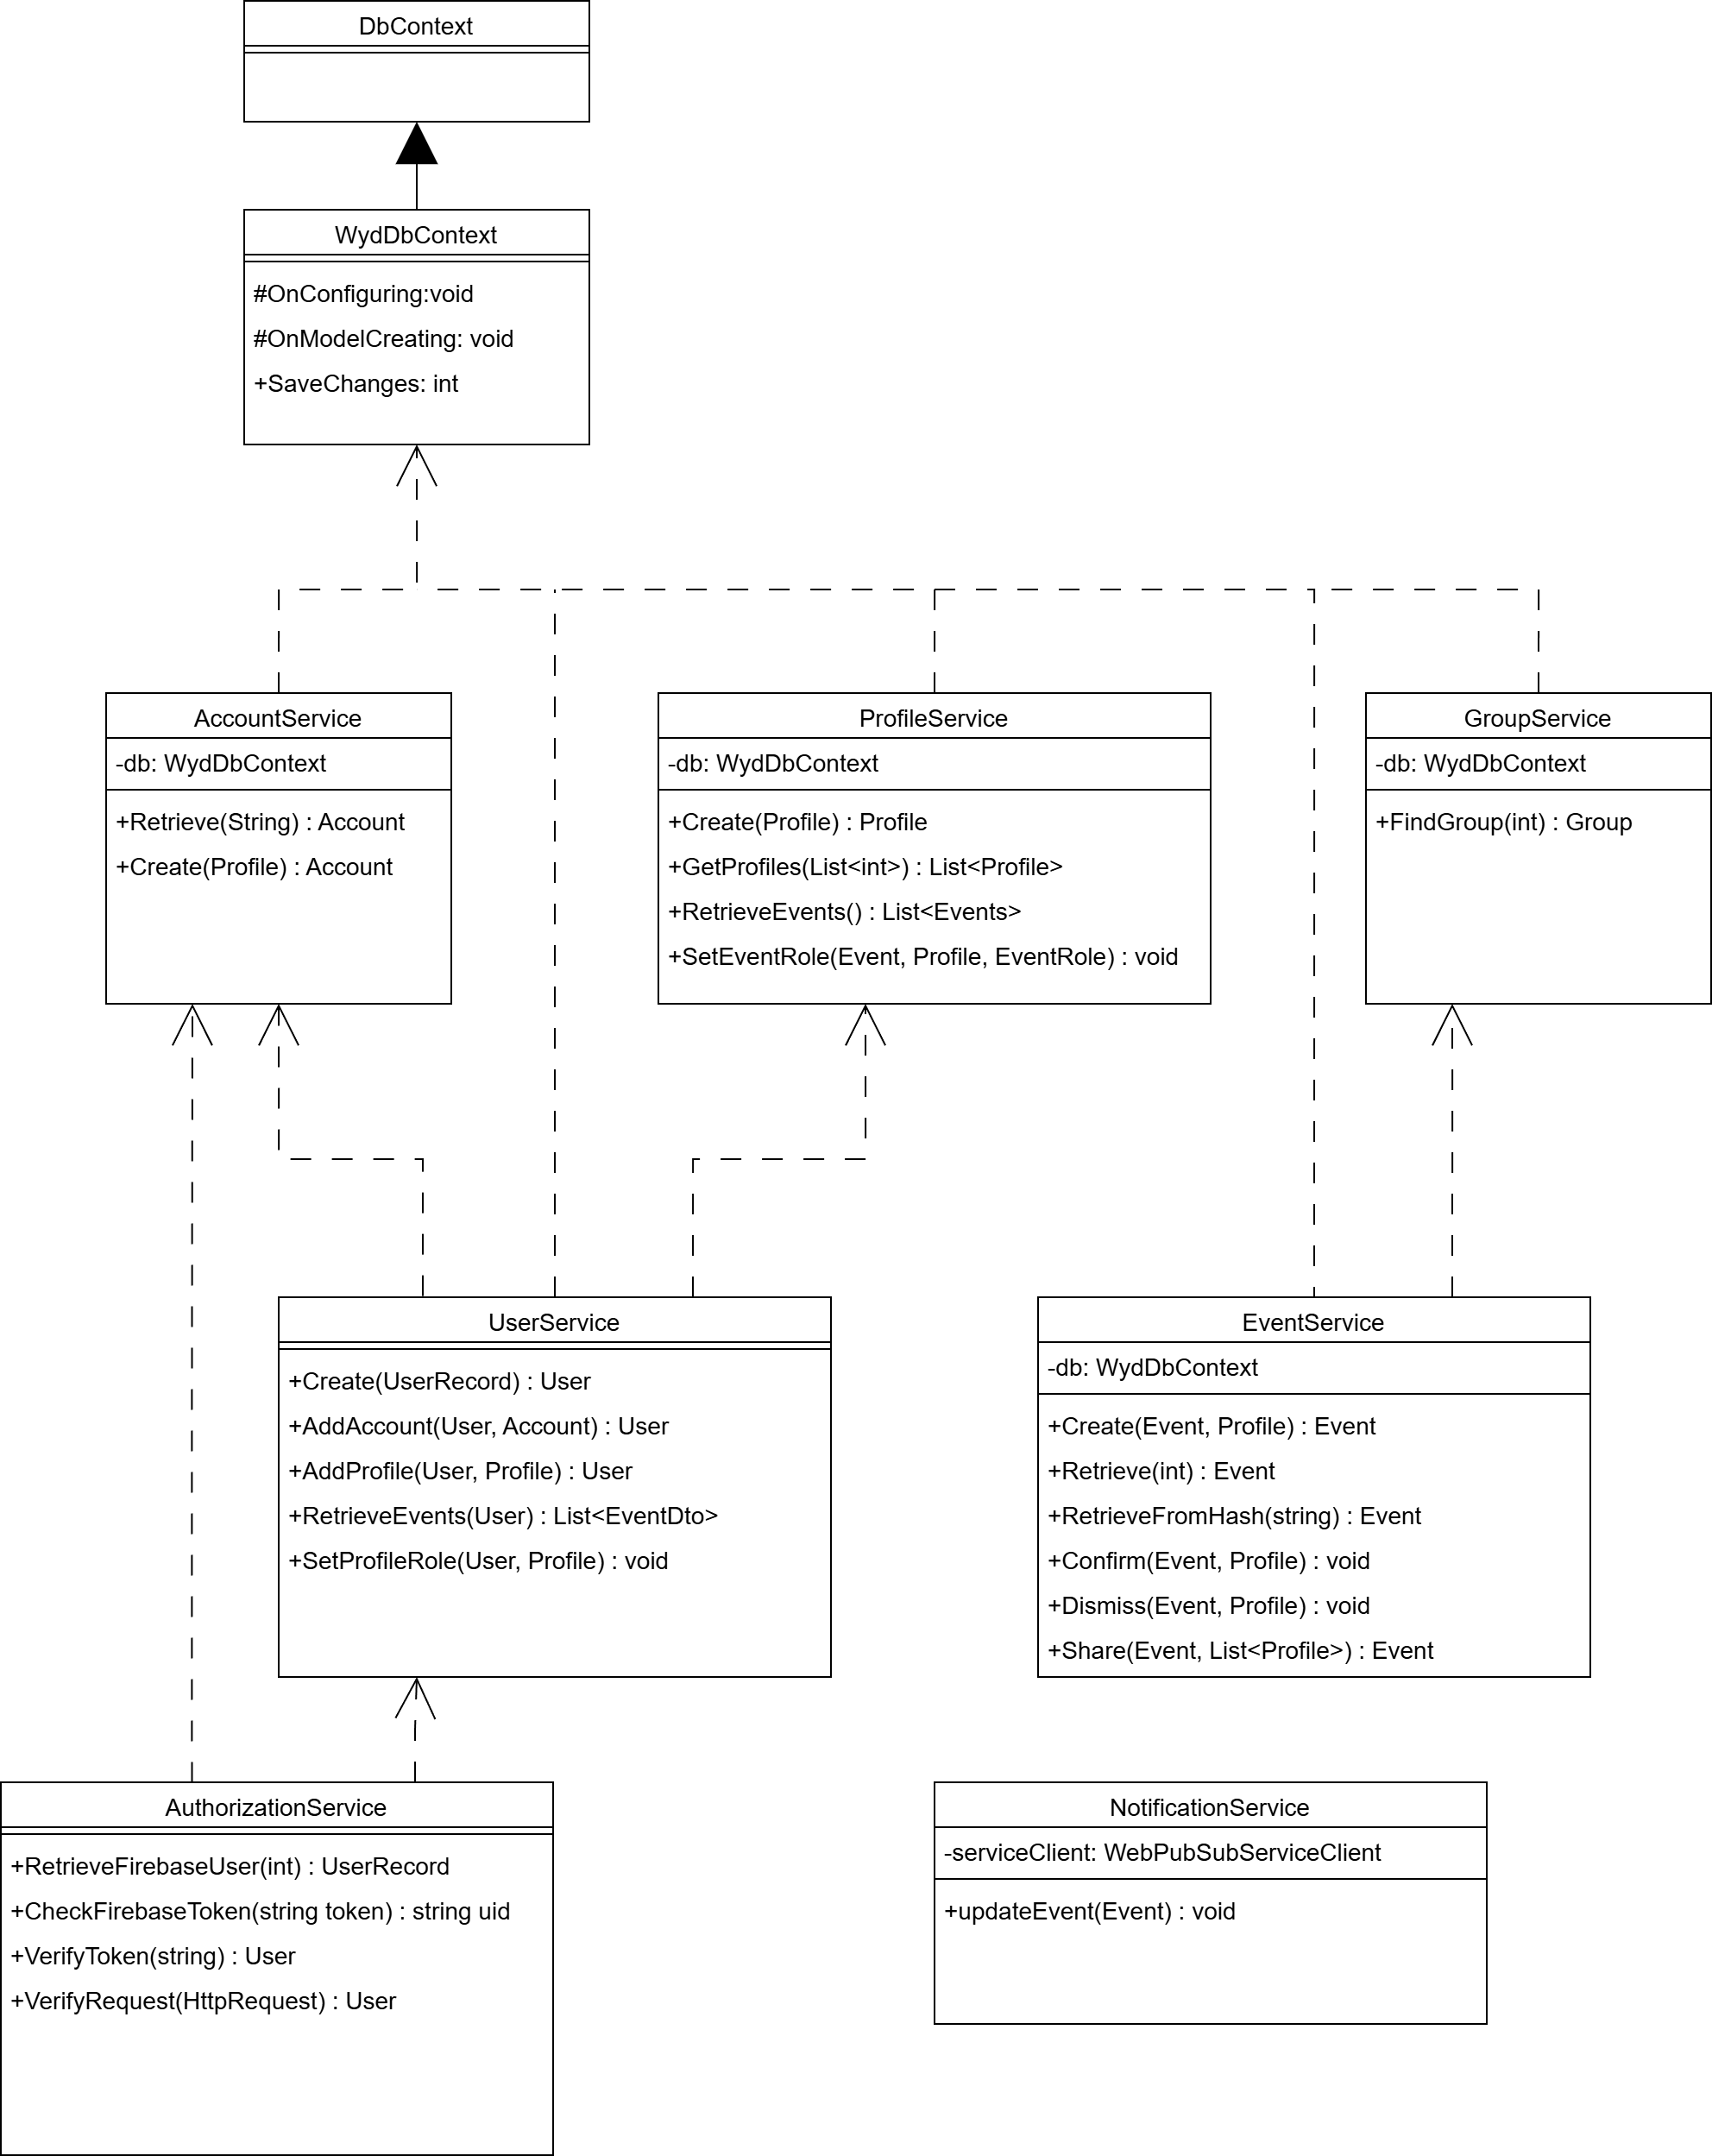 DbContext
WydDbContext
#OnConfiguring:void
#OnModelCreating: void
+SaveChanges: int
AccountService
-db: WydDbContext
+Retrieve(String) : Account
+Create(Profile) : Account
ProfileService
-db: WydDbContext
+Create(Profile) : Profile
+GetProfiles(List<int>) : List<Profile>
+RetrieveEvents() : List<Events>
+SetEventRole(Event, Profile, EventRole) : void
GroupService
-db: WydDbContext
+FindGroup(int) : Group
UserService
+Create(UserRecord) : User
+AddAccount(User, Account) : User
+AddProfile(User, Profile) : User
+RetrieveEvents(User) : List<EventDto>
+SetProfileRole(User, Profile) : void
EventService
-db: WydDbContext
+Create(Event, Profile) : Event
+Retrieve(int) : Event
+RetrieveFromHash(string) : Event
+Confirm(Event, Profile) : void
+Dismiss(Event, Profile) : void
+Share(Event, List<Profile>) : Event
AuthorizationService
+RetrieveFirebaseUser(int) : UserRecord
+CheckFirebaseToken(string token) : string uid
+VerifyToken(string) : User
+VerifyRequest(HttpRequest) : User
NotificationService
-serviceClient: WebPubSubServiceClient
+updateEvent(Event) : void